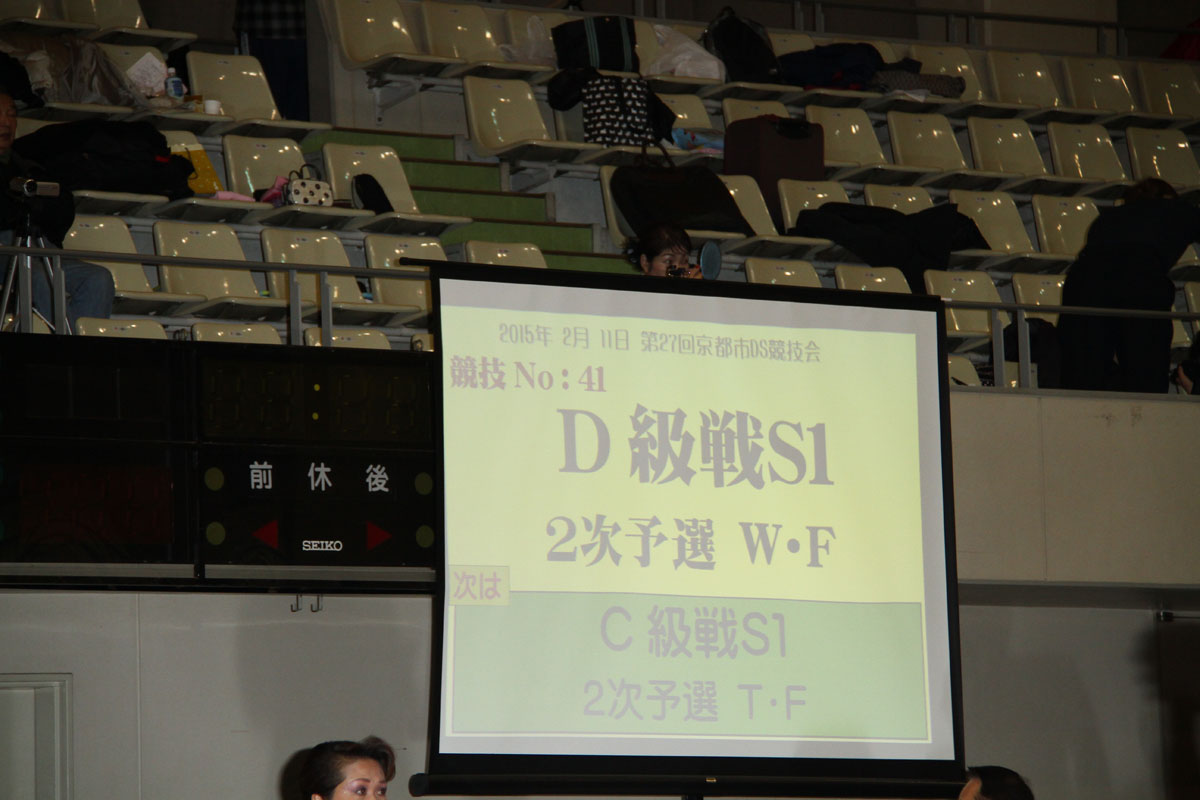 2015年 2月 11日 第27回京都市DS競技会
競技 No : 41
D 級戦S1
2次予選 W・F
次は
C 級戦S1
2次予選 T・F
前 休 後
SEIKO